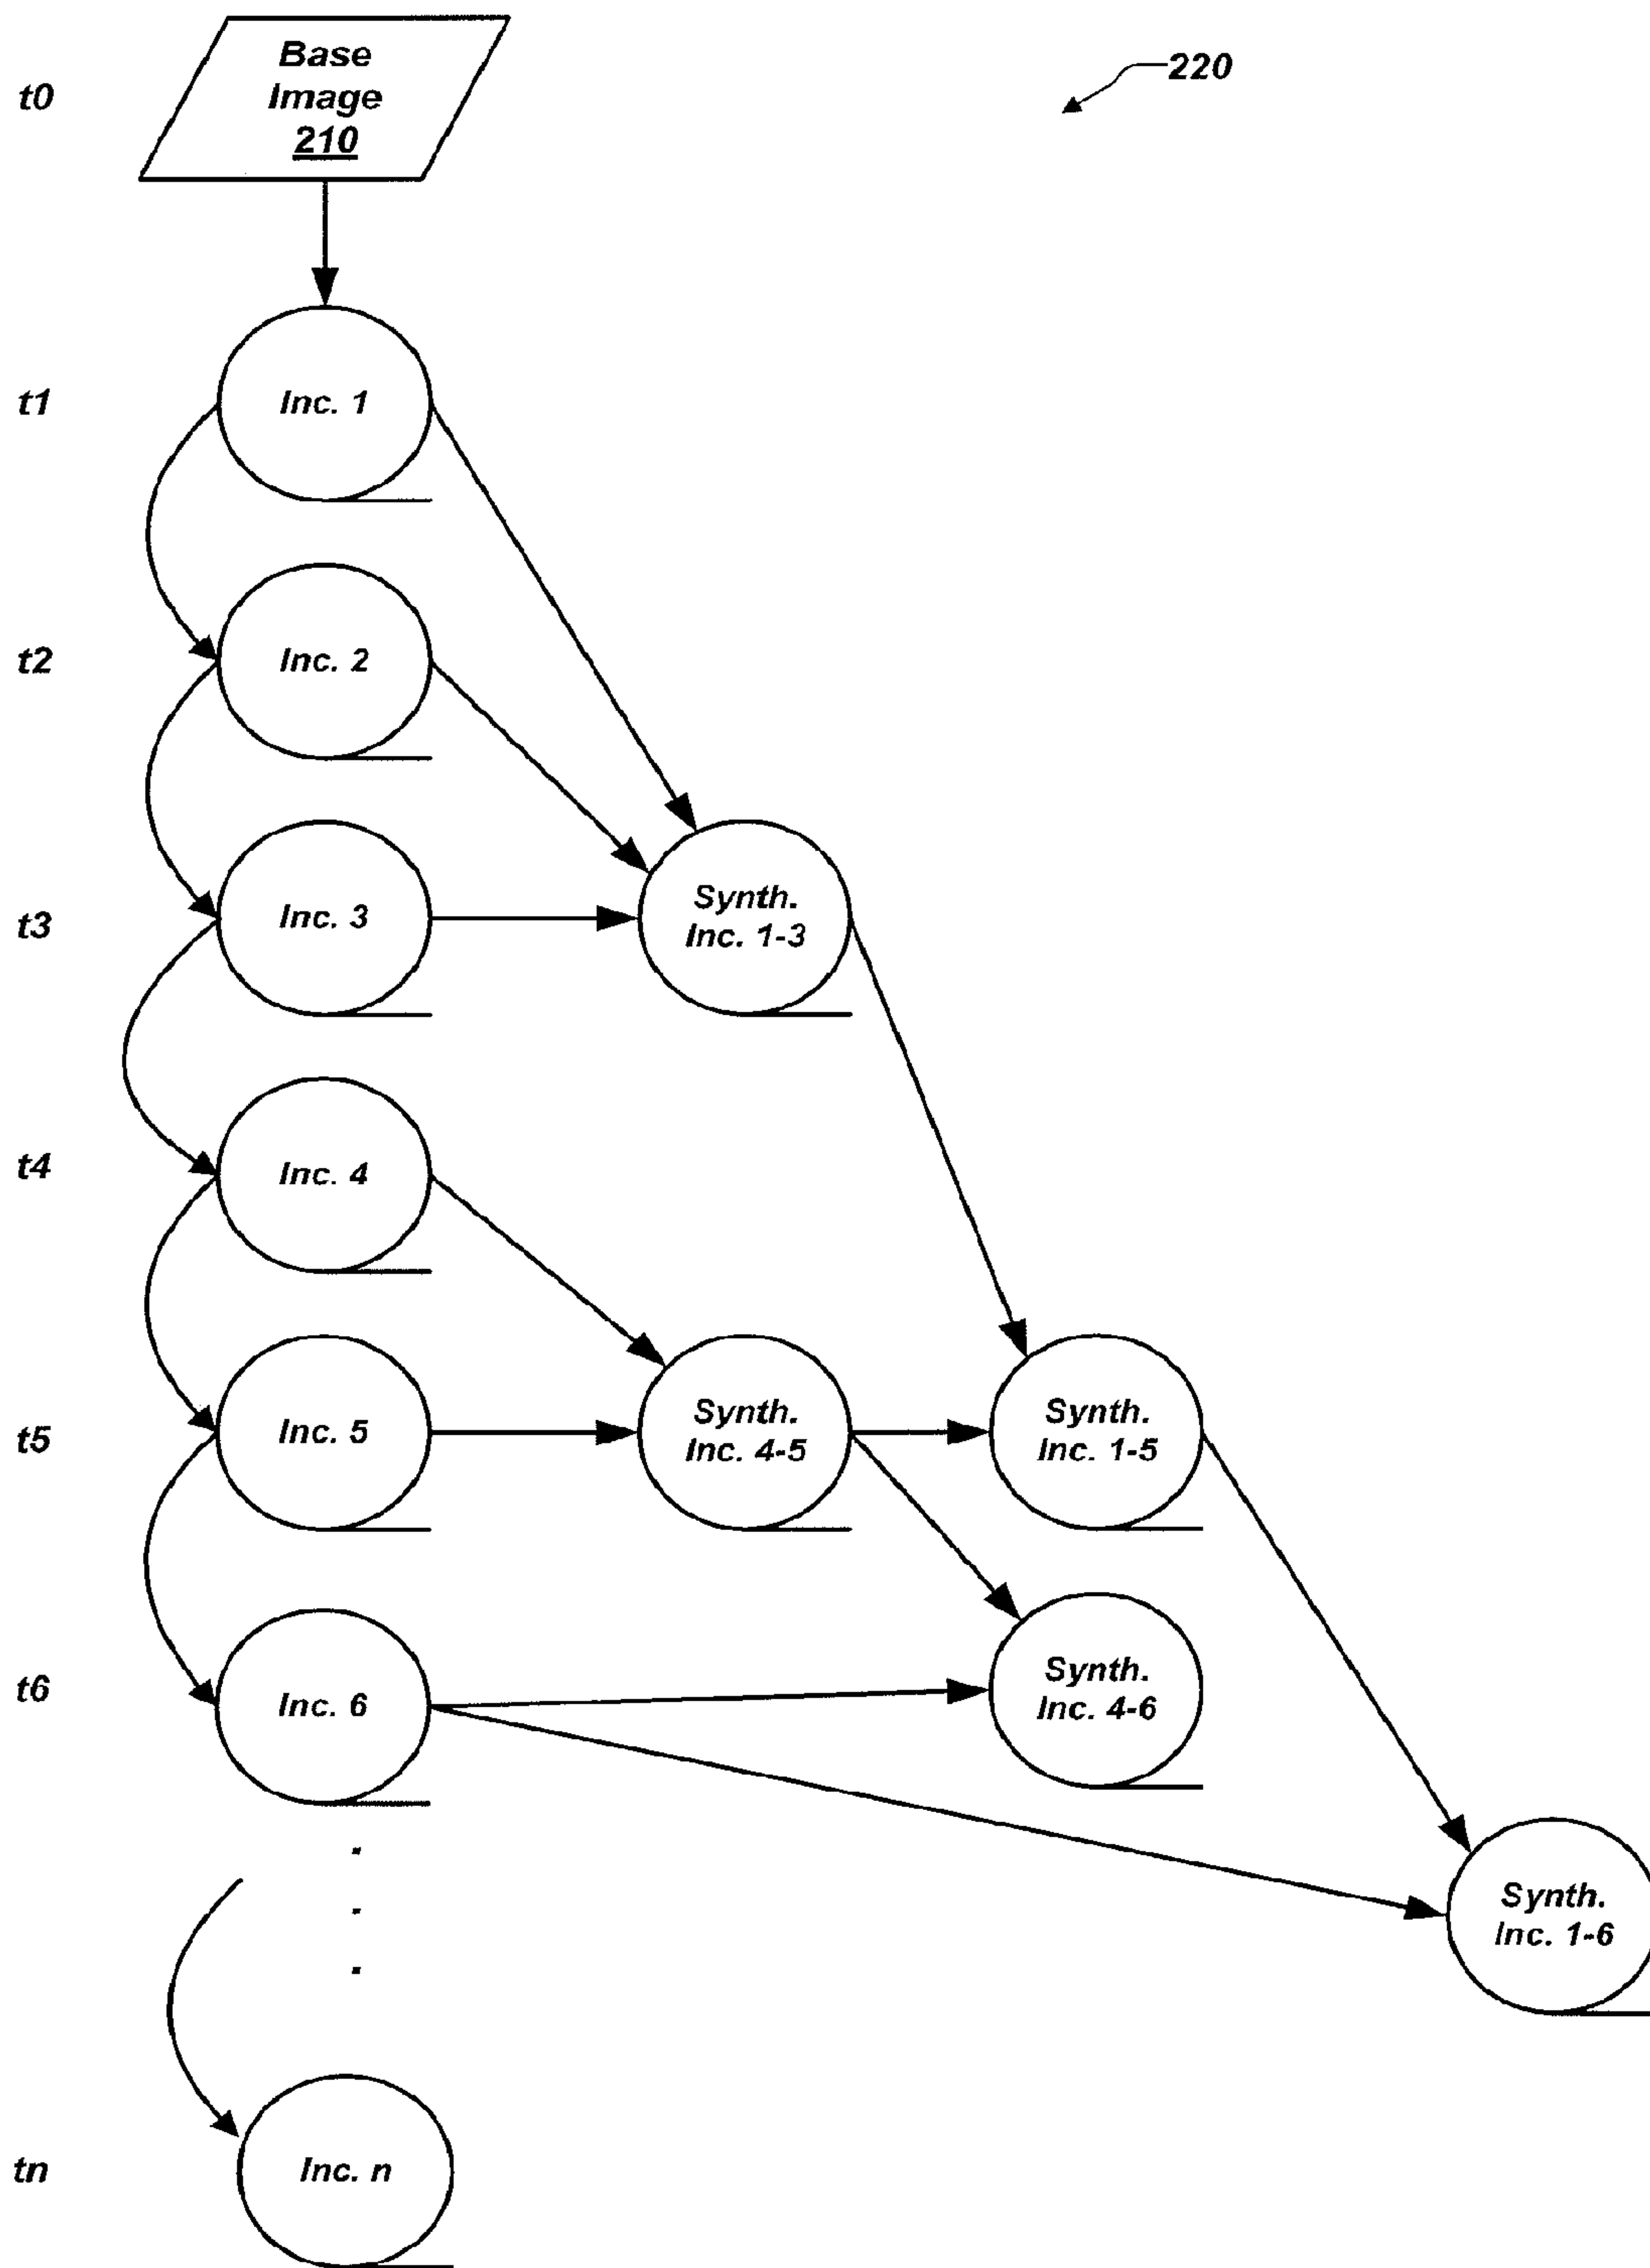 Base
Image
210
220
t0
t1
Inc. 1
t2
Inc. 2
t3
Inc. 3
Synth.
Inc. 1-3
t4
Inc. 4
t5
Inc. 5
Synth.
Inc. 4-5
Synth.
Inc. 1-5
t6
Inc. 6
Synth.
Inc. 4-6
Synth.
Inc. 1-6
tn
Inc. n